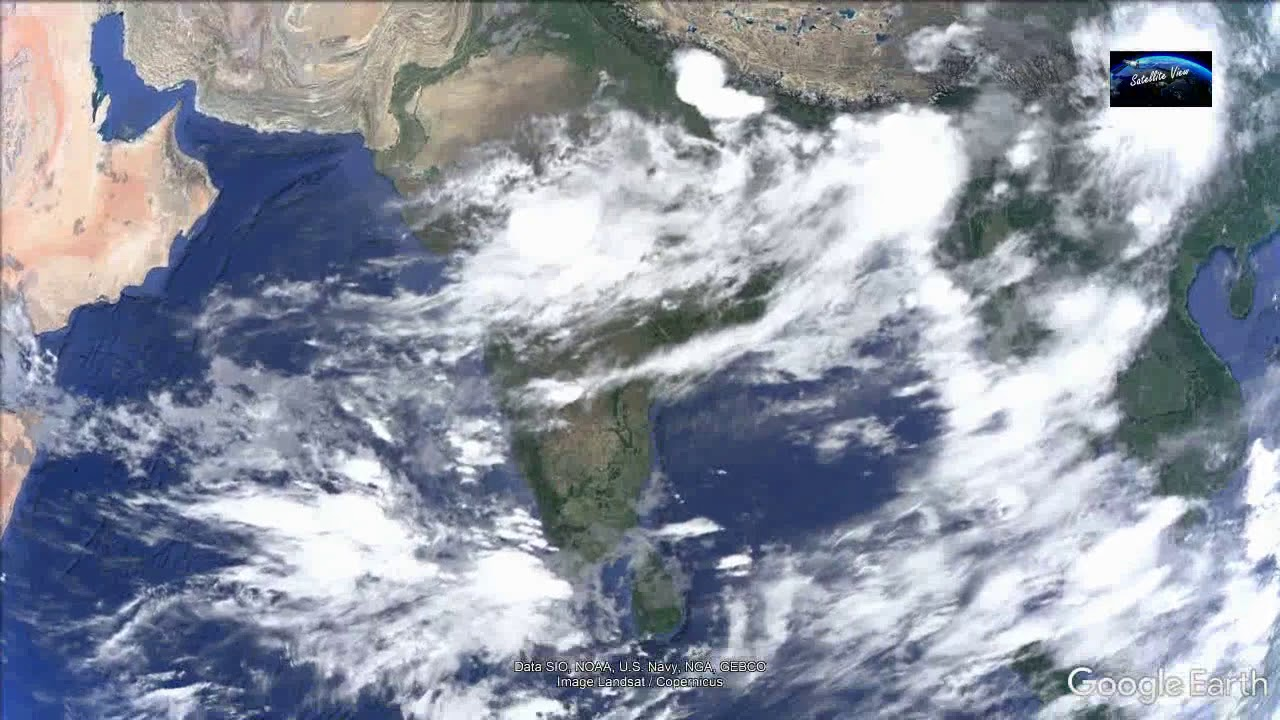 Satellite View
Data SIO, NOAA, U.S. Navy, NGA, GEBCO
Image Landsat / Copernicus
Google Earth